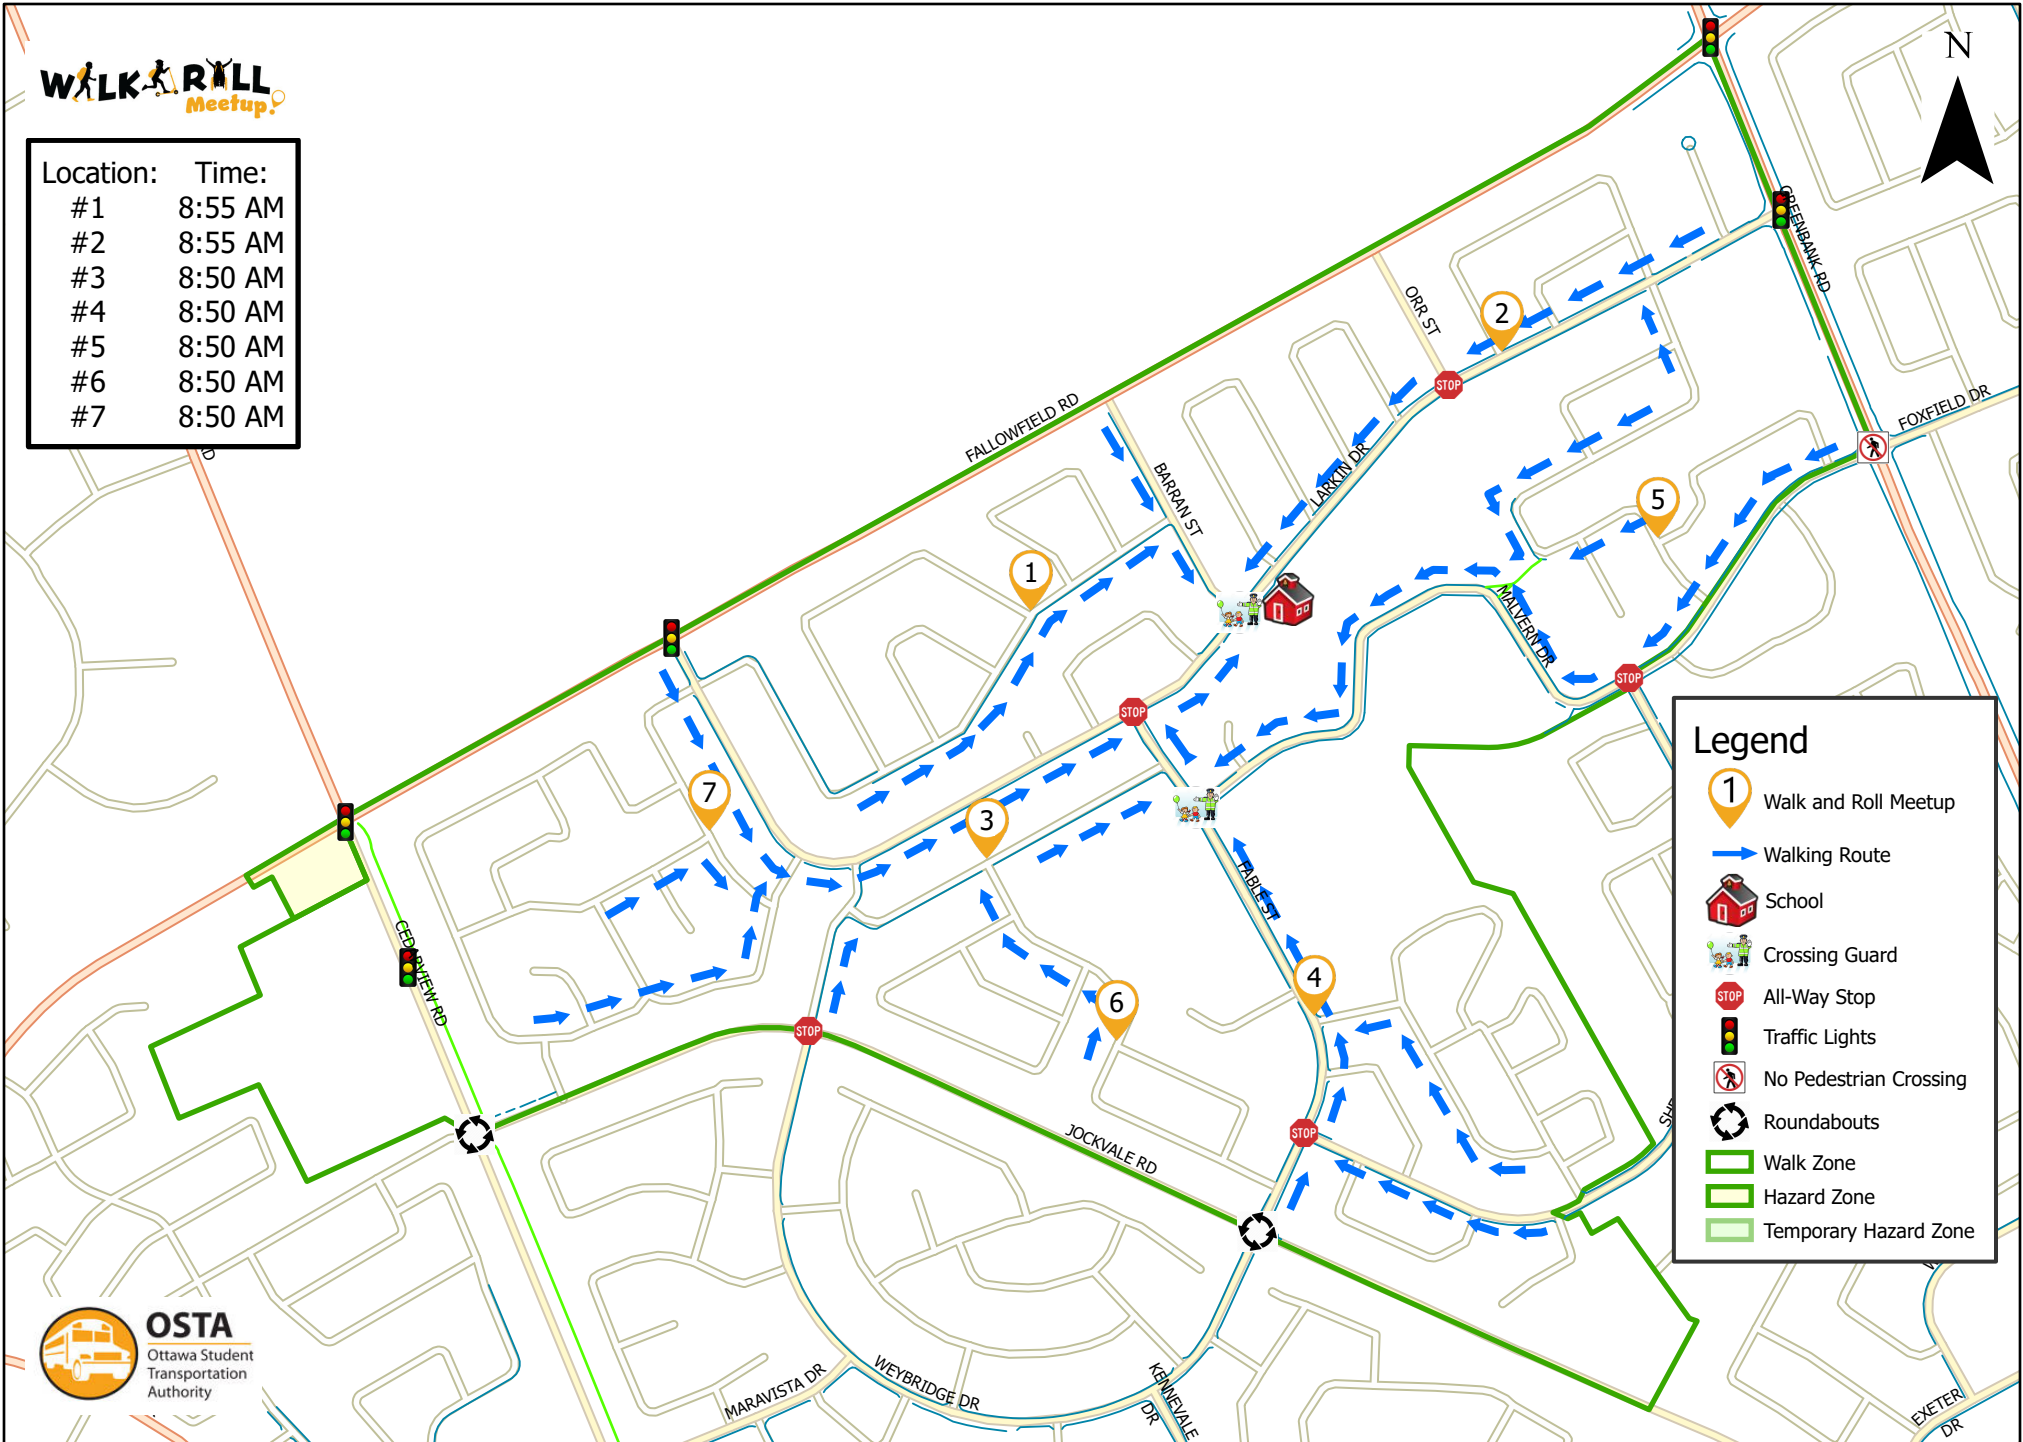 WALK & ROLL
Meetup!
Location: Time:
#1 8:55 AM
#2 8:55 AM
#3 8:50 AM
#4 8:50 AM
#5 8:50 AM
#6 8:50 AM
#7 8:50 AM
N
GREENBANK RD
ORR ST
2
STOP
FOXFIELD DR
FALLOWFIELD RD
RD
BARRAN ST
LARKIN DR
5
1
MALVERN DR
STOP
STOP
7
3
FABLE ST
CEDARVIEW RD
4
6
STOP
JOCKVALE RD
STOP
SHE
Legend
1 Walk and Roll Meetup
Walking Route
School
Crossing Guard
STOP All-Way Stop
Traffic Lights
No Pedestrian Crossing
Roundabouts
Walk Zone
Hazard Zone
Temporary Hazard Zone
MARAVISTA DR
WEYBRIDGE DR
KENNEVALE
DR
EXETER
DR
OSTA
Ottawa Student
Transportation
Authority